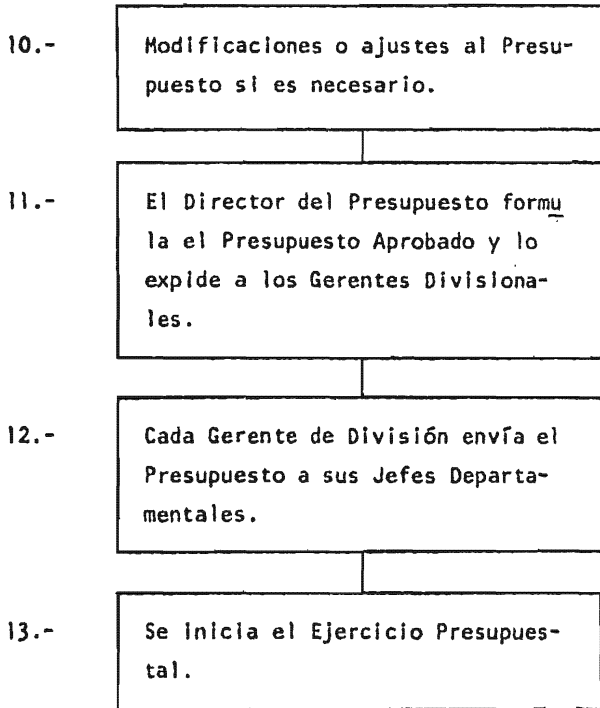 10.- Modificaciones o ajustes al Presu-
puesto si es necesario.
11.- El Director del Presupuesto formu
la el Presupuesto Aprobado y lo
expide a los Gerentes Divisiona-
les.
12.- Cada Gerente de División envía el
Presupuesto a sus Jefes Departa-
mentales.
13.- Se inicia el Ejercicio Presupues-
tal.